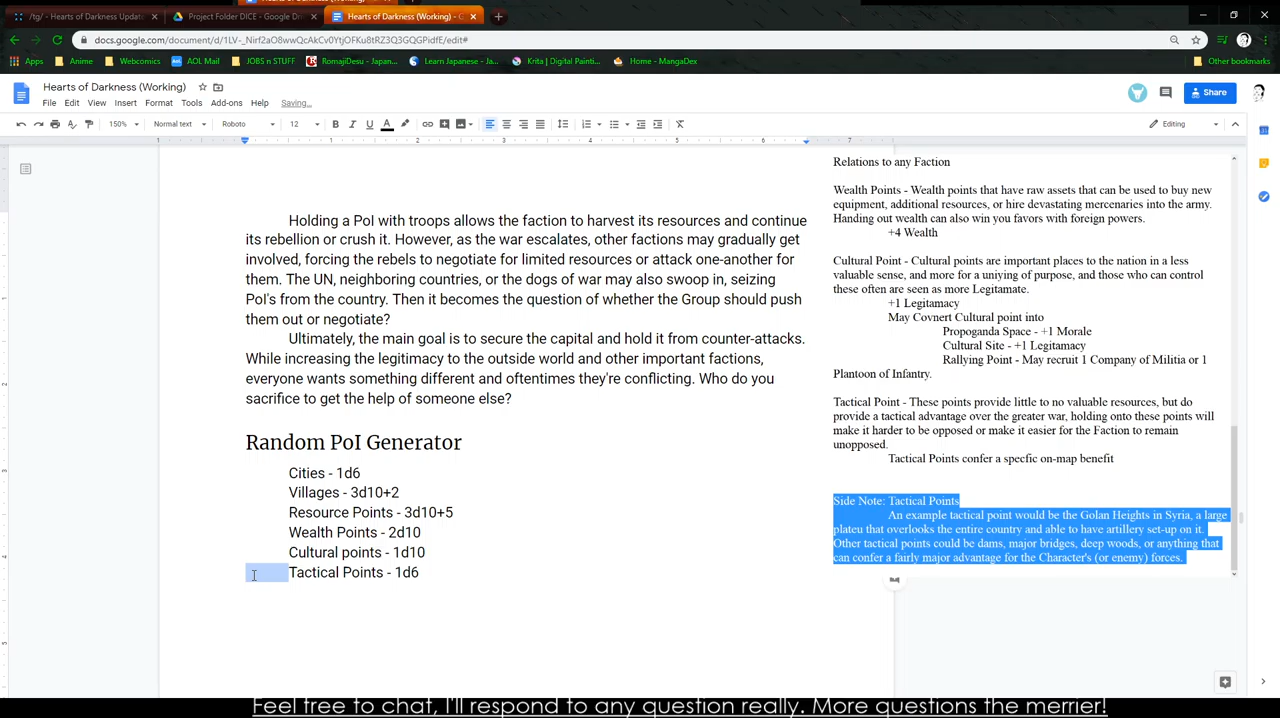 /tg/ - Hearts of Darkness Updat
Project Folder DICE - Google Dri
Hearts of Darkness (Working) - G
docs.google.com/document/d/1LV-_Nirf2aO8wwQcAkCv0YtjOFKu8tRZ3Q3GQGPidfE/edit#
Apps
Anime
Webcomics
AOL Mail
JOBS n STUFF
RomajiDesu - Japan...
Learn Japanese - Ja...
Krita | Digital Painti...
Home - MangaDex
Other bookmarks
Hearts of Darkness (Working)
File Edit View Insert Format Tools Add-ons Help Saving...
Share
150% Normal text Roboto 12 B I U A
Editing
Holding a PoI with troops allows the faction to harvest its resources and continue
its rebellion or crush it. However, as the war escalates, other factions may gradually get
involved, forcing the rebels to negotiate for limited resources or attack one-another for
them. The UN, neighboring countries, or the dogs of war may also swoop in, seizing
PoI's from the country. Then it becomes the question of whether the Group should push
them out or negotiate?
Ultimately, the main goal is to secure the capital and hold it from counter-attacks.
While increasing the legitimacy to the outside world and other important factions,
everyone wants something different and oftentimes they're conflicting. Who do you
sacrifice to get the help of someone else?
Random PoI Generator
Cities - 1d6
Villages - 3d10+2
Resource Points - 3d10+5
Wealth Points - 2d10
Cultural points - 1d10
Tactical Points - 1d6
Relations to any Faction
Wealth Points - Wealth points that have raw assets that can be used to buy new
equipment, additional resources, or hire devastating mercenaries into the army.
Handing out wealth can also win you favors with foreign powers.
+4 Wealth
Cultural Point - Cultural points are important places to the nation in a less
valuable sense, and more for a uniying of purpose, and those who can control
these often are seen as more Legitimate.
+1 Legitamacy
May Covnert Cultural point into
Propoganda Space - +1 Morale
Cultural Site - +1 Legitamacy
Rallying Point - May recruit 1 Company of Militia or 1
Plantoon of Infantry.
Tactical Point - These points provide little to no valuable resources, but do
provide a tactical advantage over the greater war, holding onto these points will
make it harder to be opposed or make it easier for the Faction to remain
unopposed.
Tactical Points confer a specfic on-map benefit
Side Note: Tactical Points
An example tactical point would be the Golan Heights in Syria, a large
plateu that overlooks the entire country and able to have artillery set-up on it.
Other tactical points could be dams, major bridges, deep woods, or anything that
can confer a fairly major advantage for the Character's (or enemy) forces.
Feel free to chat, I'll respond to any question really. More questions the merrier!